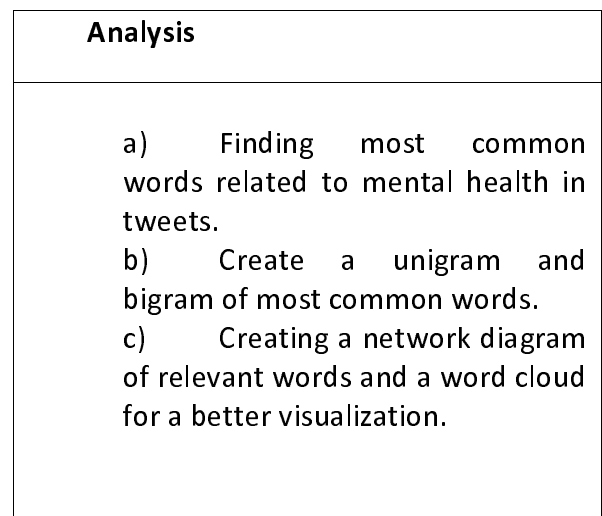 Analysis
a) Finding most common
words related to mental health in
tweets.
b) Create a unigram and
bigram of most common words.
c) Creating a network diagram
of relevant words and a word cloud
for a better visualization.